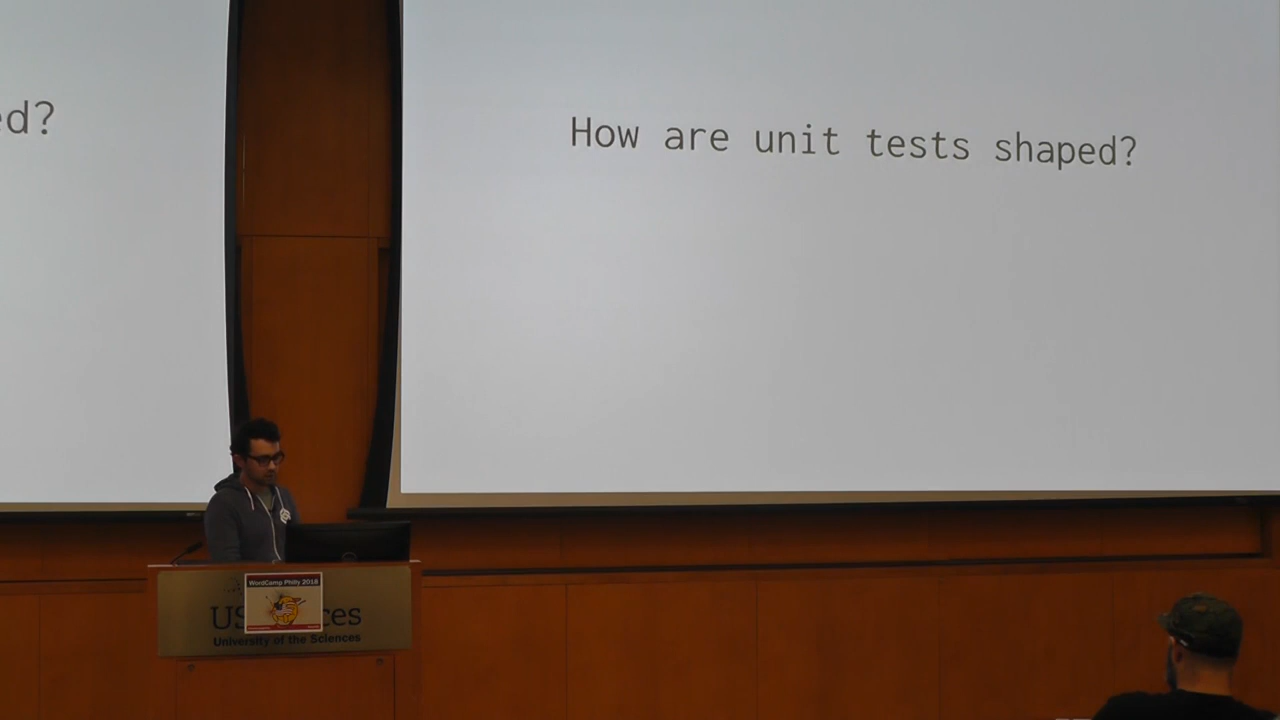 ed?
How are unit tests shaped?
WordCamp Philly 2018
US ces
University of the Sciences